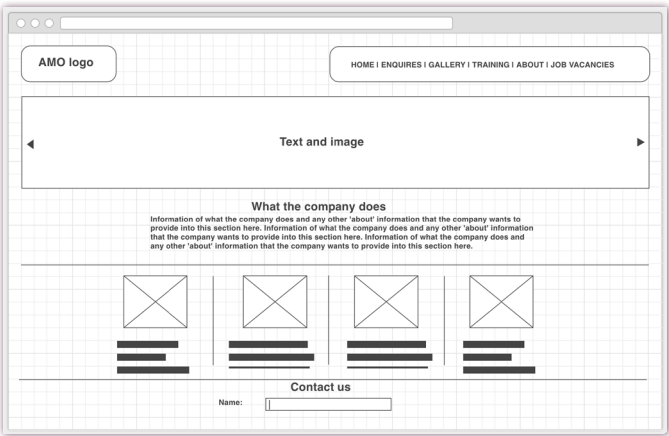 AMO logo
HOME I ENQUIRES I GALLERY I TRAINING I ABOUT I JOB VACANCIES
Text and image
What the company does
Information of what the company does and any other 'about' information that the company wants to
provide into this section here. Information of what the company does and any other 'about' information
that the company wants to provide into this section here. Information of what the company does and
any other 'about' information that the company wants to provide into this section here.
Contact us
Name: